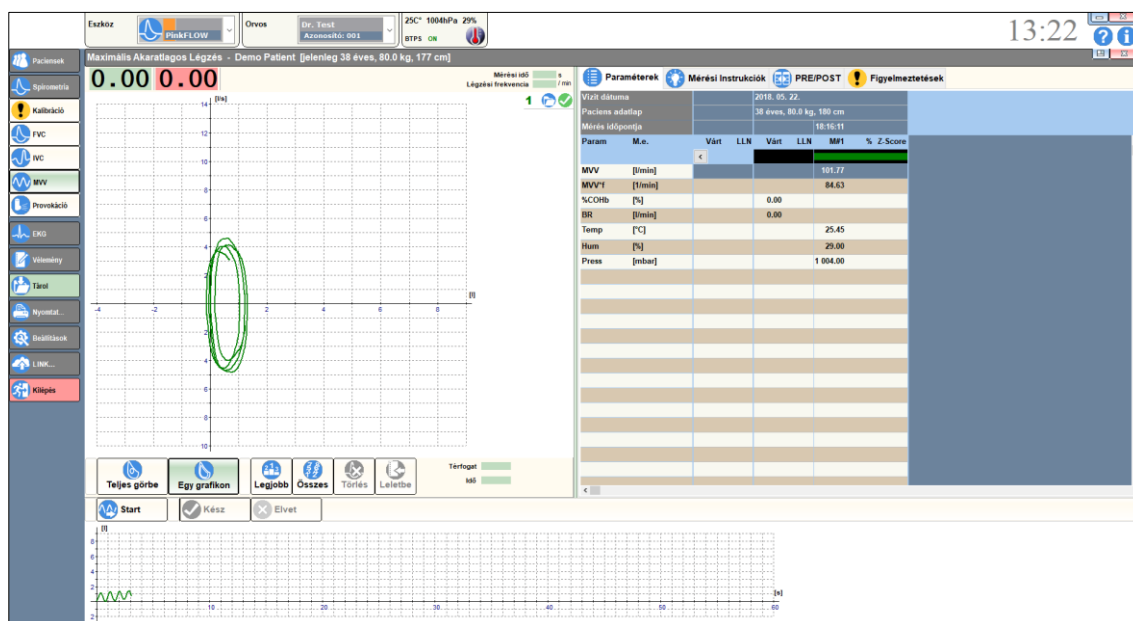 Eszköz
PinkFLOW
Orvos
Dr. Test
Azonosító: 001
25C° 1004hPa 29%
BTPS ON
13:22
Maximális Akaratlagos Légzés - Demo Patient [jelenleg 38 éves, 80.0 kg, 177 cm]
Paciensek
Spirometria
Kalibráció
FVC
IVC
MVV
Provokáció
EKG
Vélemény
Tárol
Nyomtat...
Beállítások
LINK...
Kilépés
0.00 0.00
Mérési idő s
Légzési frekvencia / min
1
[l/s]
14
12
10
8
6
4
2
-4 -2 2 4 6 8 [l]
2
4
6
8
10
Teljes görbe
Egy grafikon
Legjobb
Összes
Törlés
Leletbe
Térfogat
Idő
Paraméterek
Mérési Instrukciók
PRE/POST
Figyelmeztetések
Vizit dátuma 2018. 05. 22.
Paciens adatlap 38 éves, 80.0 kg, 180 cm
Mérés időpontja 18:16:11
Param M.e. Várt LLN Várt LLN M#1 % Z-Score
<
MVV [l/min] 101.77
MVV*f [1/min] 84.63
%COHb [%] 0.00
BR [l/min] 0.00
Temp [°C] 25.45
Hum [%] 29.00
Press [mbar] 1 004.00
<
Start
Kész
Elvet
[l]
8
6
4
2
2
10 20 30 40 50 60 [s]